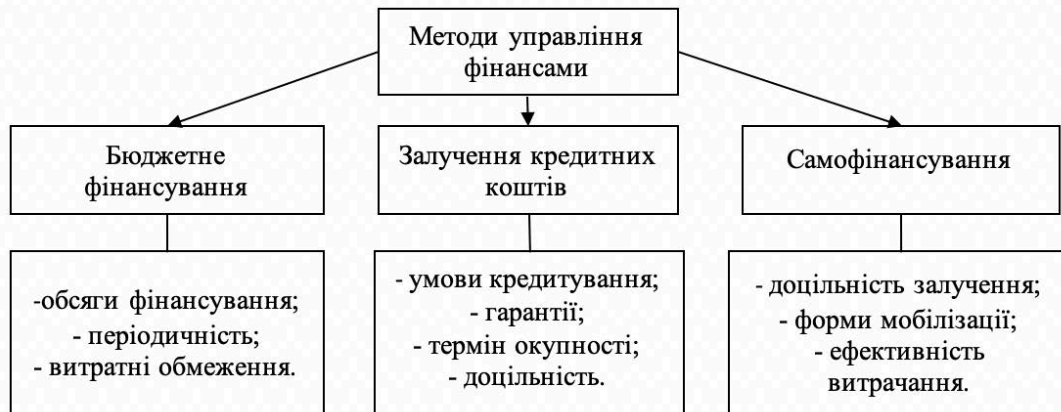 Методи управління
фінансами
Бюджетне
фінансування
Залучення кредитних
коштів
Самофінансування
-обсяги фінансування;
- періодичність;
- витратні обмеження.
- умови кредитування;
- гарантії;
- термін окупності;
- доцільність.
- доцільність залучення;
- форми мобілізації;
- ефективність
витрачання.